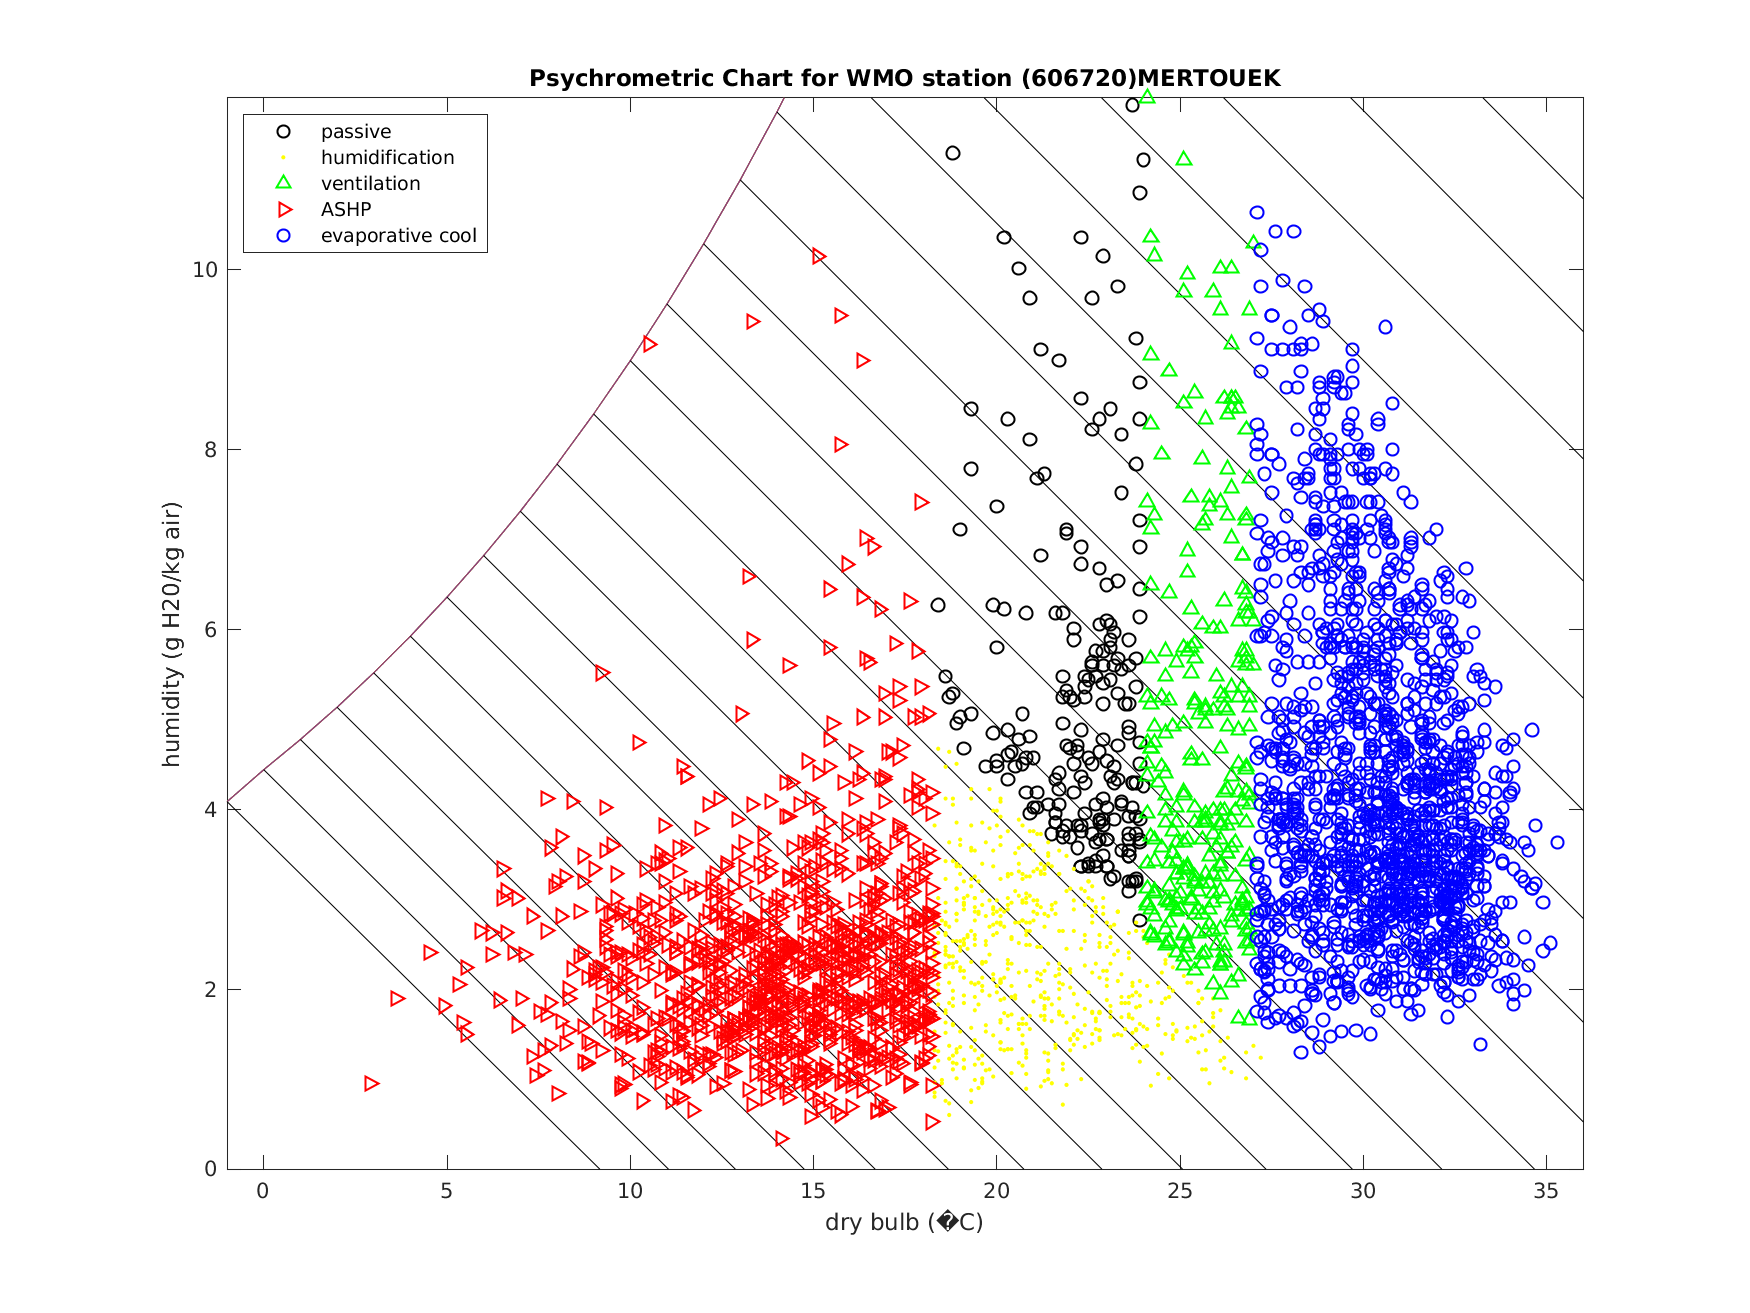 Psychrometric Chart for WMO station (606720)MERTOUEK
passive
humidification
ventilation
ASHP
evaporative cool
humidity (g H20/kg air)
10
8
6
4
2
0
0 5 10 15 20 25 30 35
dry bulb (�C)